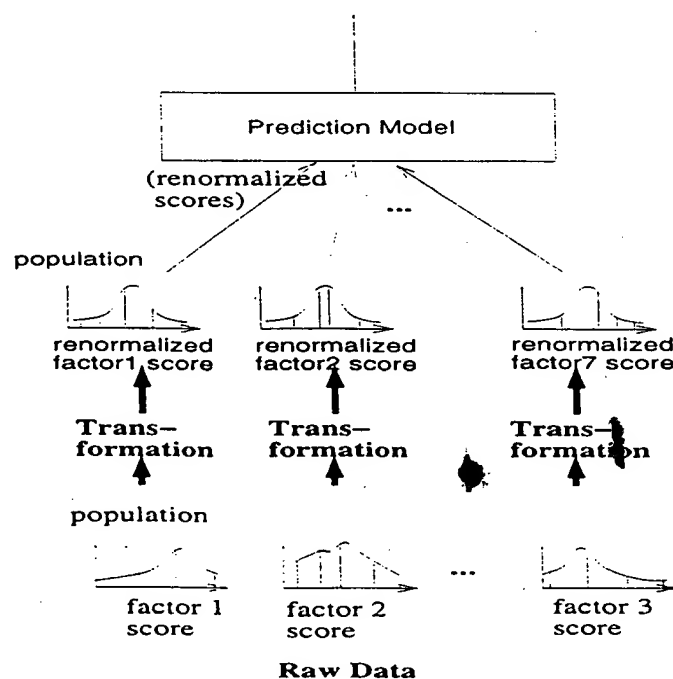 Prediction Model
(renormalized
scores)
...
population
renormalized
factor1 score
renormalized
factor2 score
renormalized
factor7 score
Trans-
formation
Trans-
formation
Trans-
formation
population
...
factor 1
score
factor 2
score
factor 3
score
Raw Data